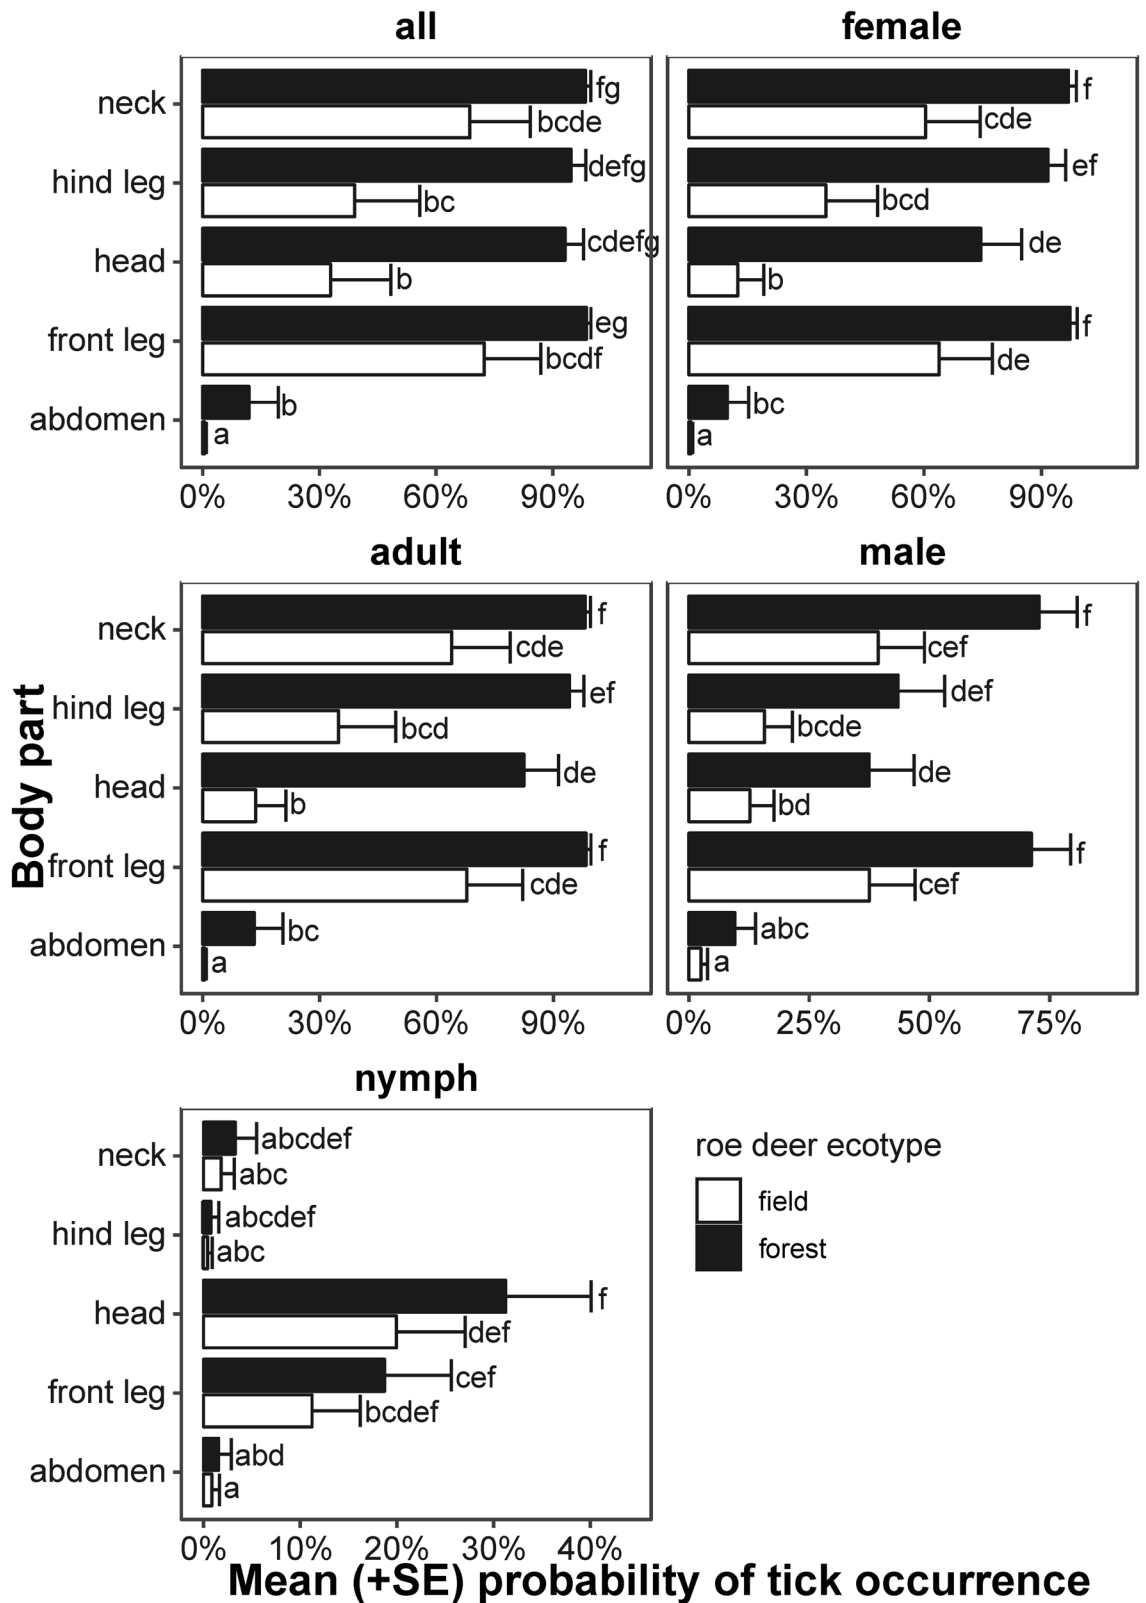 all
neck
fg
bcde
hind leg
defg
bc
head
cdefg
b
front leg
eg
bcdf
abdomen
b
a
0% 30% 60% 90%
female
f
cde
ef
bcd
de
b
f
de
bc
a
0% 30% 60% 90%
Body part
adult
neck
f
cde
hind leg
ef
bcd
head
de
b
front leg
f
cde
abdomen
bc
a
0% 30% 60% 90%
male
f
cef
def
bcde
de
bd
f
cef
abc
a
0% 25% 50% 75%
nymph
neck
abcdef
abc
hind leg
abcdef
abc
head
f
def
front leg
cef
bcdef
abdomen
abd
a
0% 10% 20% 30% 40%
roe deer ecotype
field
forest
Mean (+SE) probability of tick occurrence